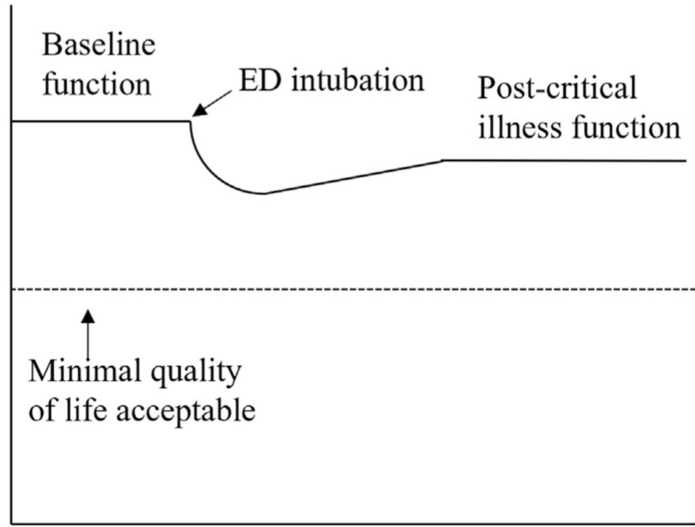 Baseline
function
ED intubation
Post-critical
illness function
Minimal quality
of life acceptable